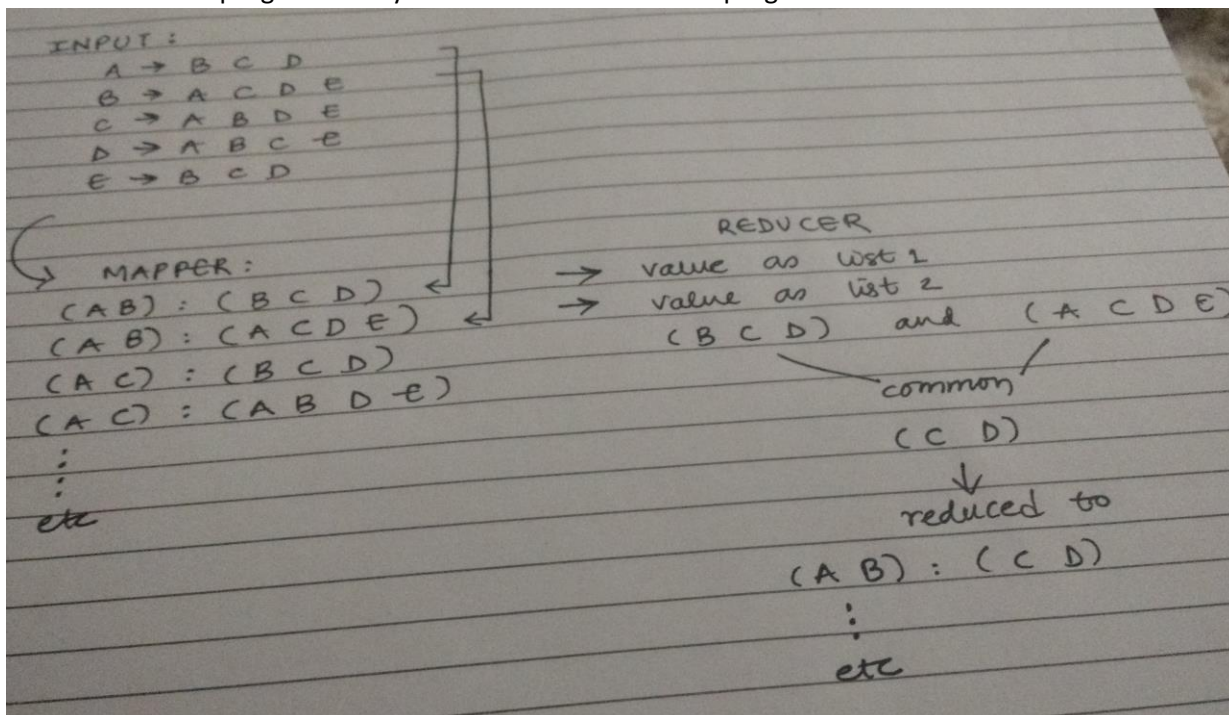 INPUT :
A → B C D
B → A C D E
C → A B D E
D → A B C E
E → B C D
MAPPER :
(A B) : (B C D)
(A B) : (A C D E)
(A C) : (B C D)
(A C) : (A B D E)
⋮
etc
REDUCER
→ value as list 1
→ value as list 2
(B C D) and (A C D E)
common
(C D)
↓
reduced to
(A B) : (C D)
⋮
etc